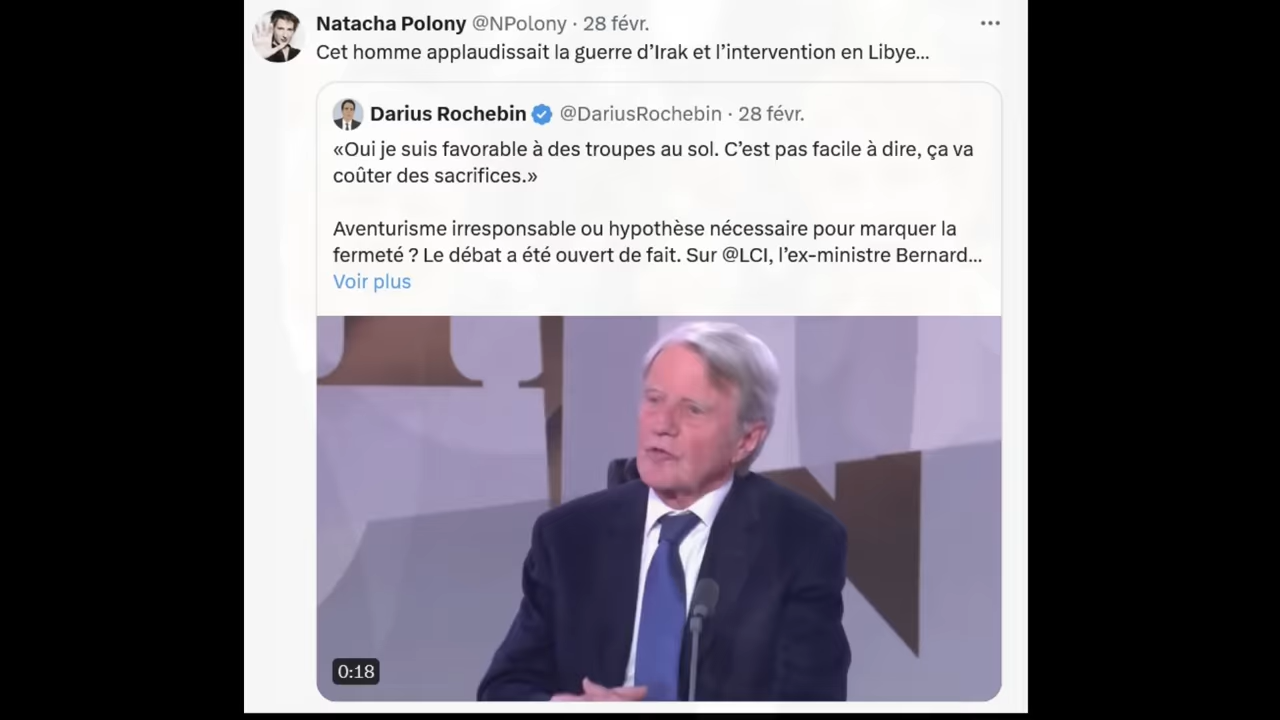 Natacha Polony @NPolony · 28 févr.
Cet homme applaudissait la guerre d’Irak et l’intervention en Libye...
Darius Rochebin @DariusRochebin · 28 févr.
«Oui je suis favorable à des troupes au sol. C’est pas facile à dire, ça va
coûter des sacrifices.»
Aventurisme irresponsable ou hypothèse nécessaire pour marquer la
fermeté ? Le débat a été ouvert de fait. Sur @LCI, l’ex-ministre Bernard...
Voir plus
0:18